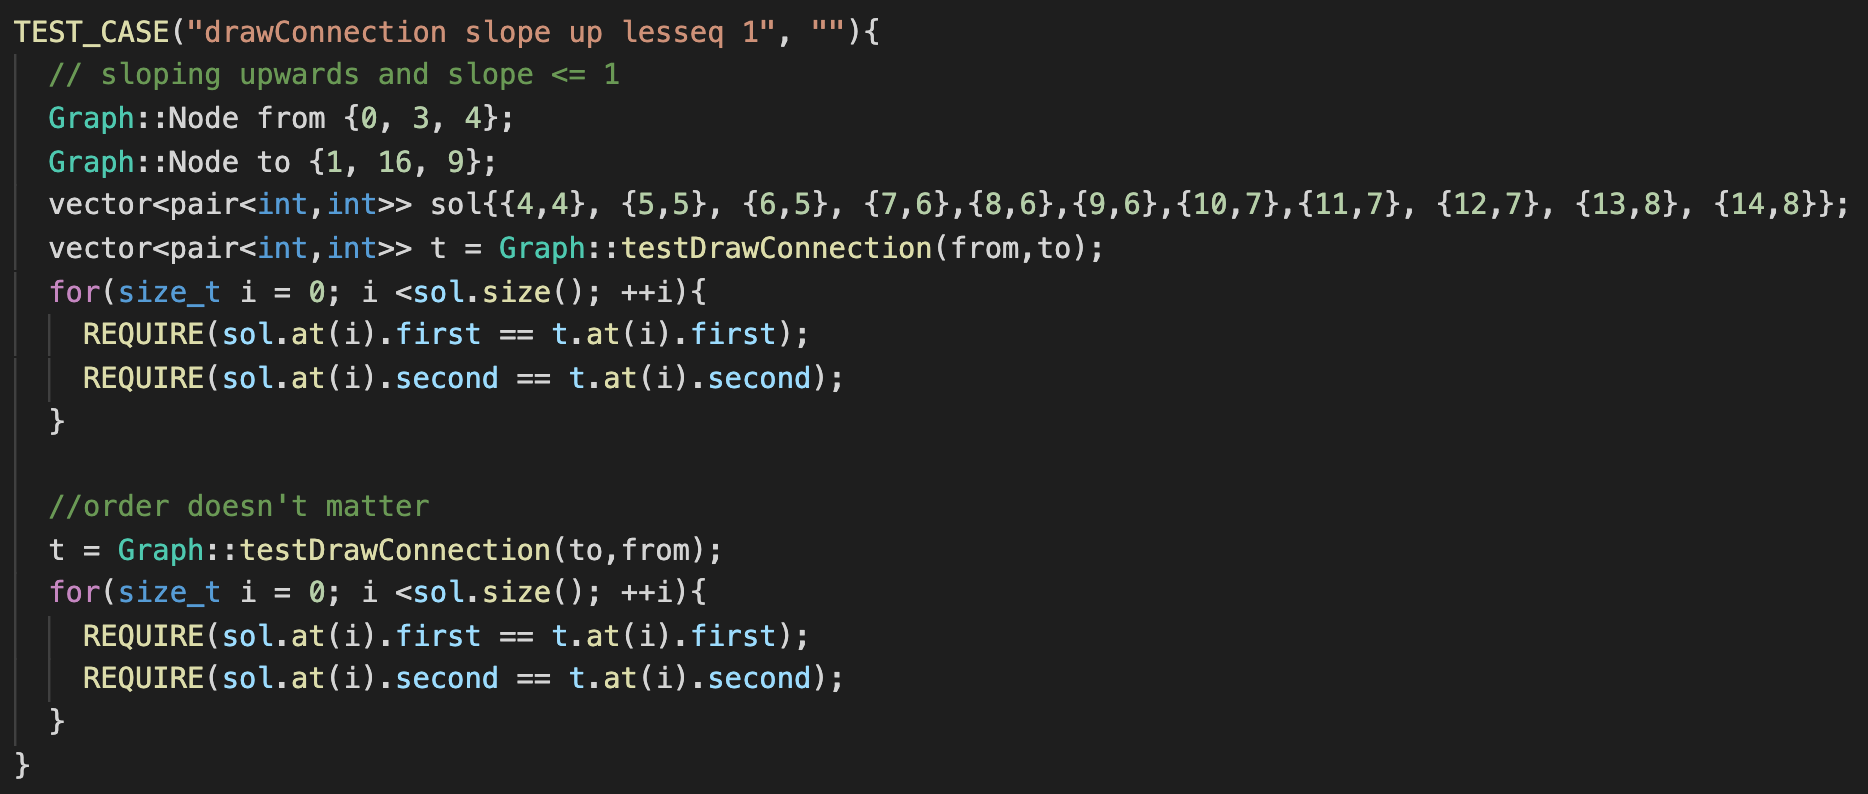 TEST_CASE("drawConnection slope up lesseq 1", ""){
// sloping upwards and slope <= 1
Graph::Node from {0, 3, 4};
Graph::Node to {1, 16, 9};
vector<pair<int,int>> sol{{4,4}, {5,5}, {6,5}, {7,6},{8,6},{9,6},{10,7},{11,7}, {12,7}, {13,8}, {14,8}};
vector<pair<int,int>> t = Graph::testDrawConnection(from,to);
for(size_t i = 0; i <sol.size(); ++i){
REQUIRE(sol.at(i).first == t.at(i).first);
REQUIRE(sol.at(i).second == t.at(i).second);
}
//order doesn't matter
t = Graph::testDrawConnection(to,from);
for(size_t i = 0; i <sol.size(); ++i){
REQUIRE(sol.at(i).first == t.at(i).first);
REQUIRE(sol.at(i).second == t.at(i).second);
}
}